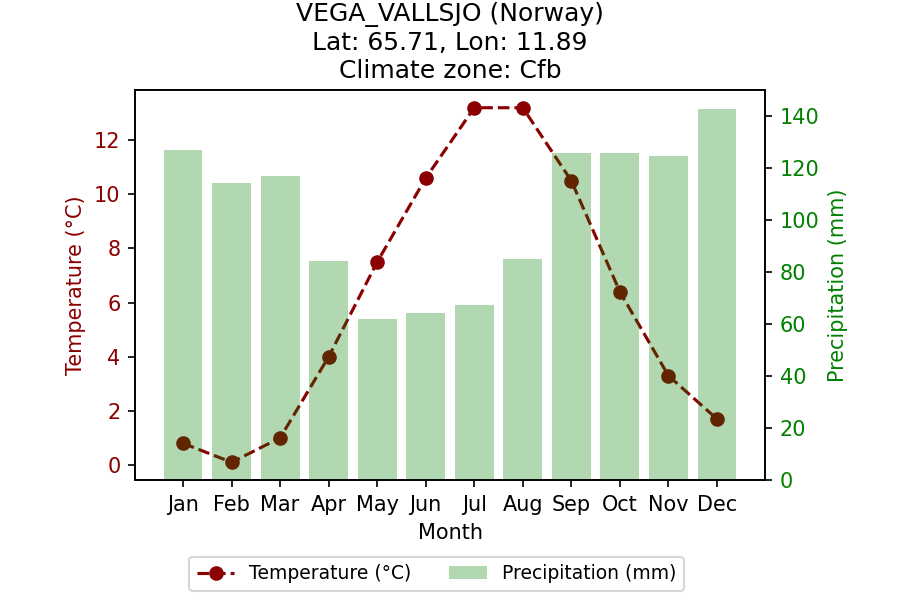 VEGA_VALLSJO (Norway)
Lat: 65.71, Lon: 11.89
Climate zone: Cfb
12
10
8
6
4
2
0
Temperature (°C)
140
120
100
80
60
40
20
0
Precipitation (mm)
Jan Feb Mar Apr May Jun Jul Aug Sep Oct Nov Dec
Month
Temperature (°C) Precipitation (mm)